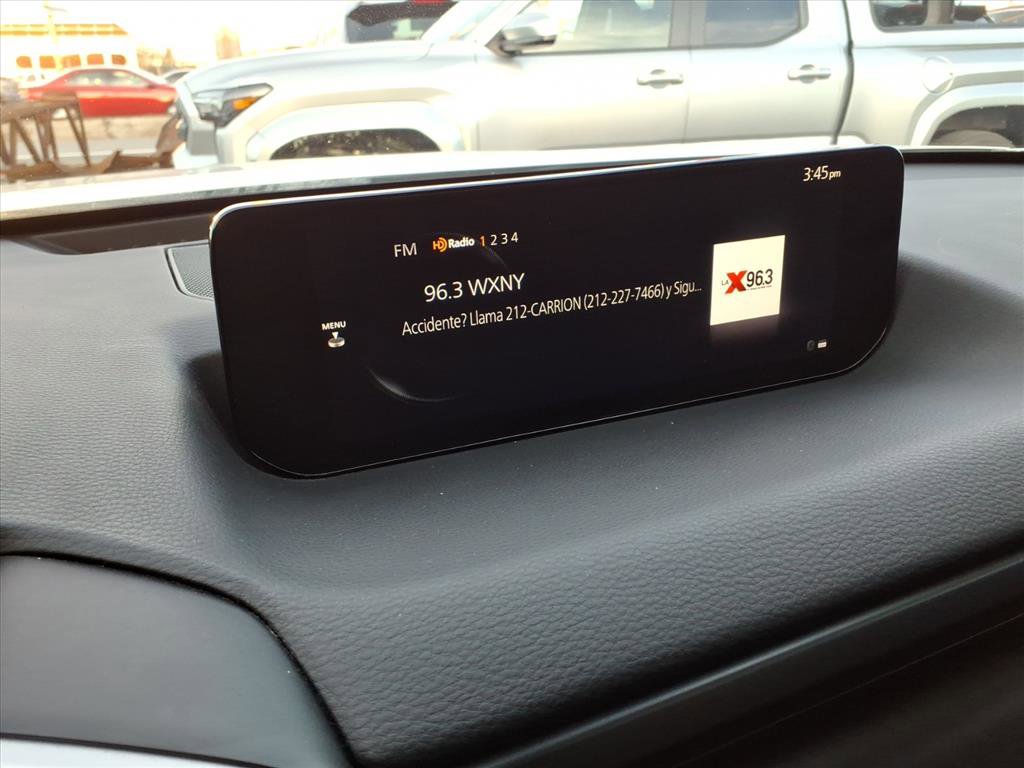 3:45pm
FM HD Radio 1 2 3 4
96.3 WXNY
Accidente? Llama 212-CARRION (212-227-7466) y Sigu...
LA X 96.3
MENU